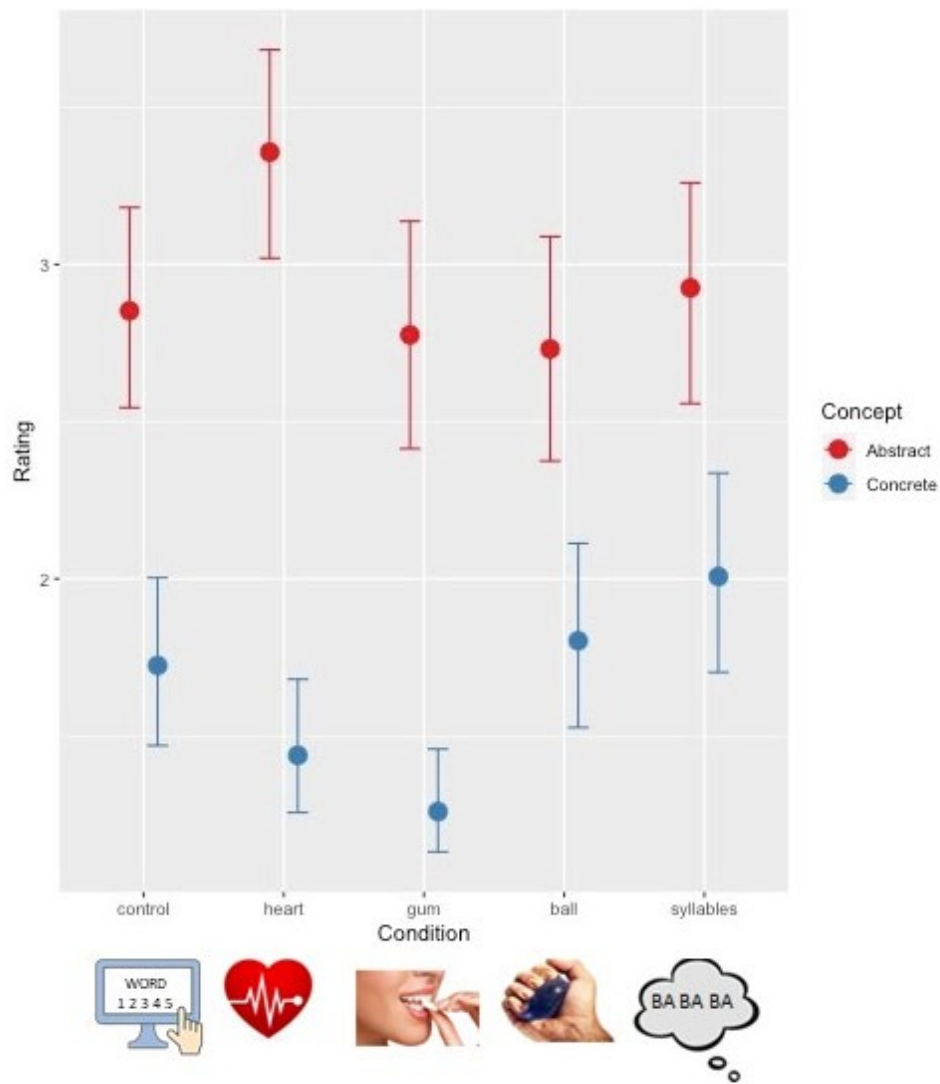 3
2
Rating
Concept
Abstract
Concrete
control heart gum ball syllables
Condition
WORD
1 2 3 4 5
BA BA BA